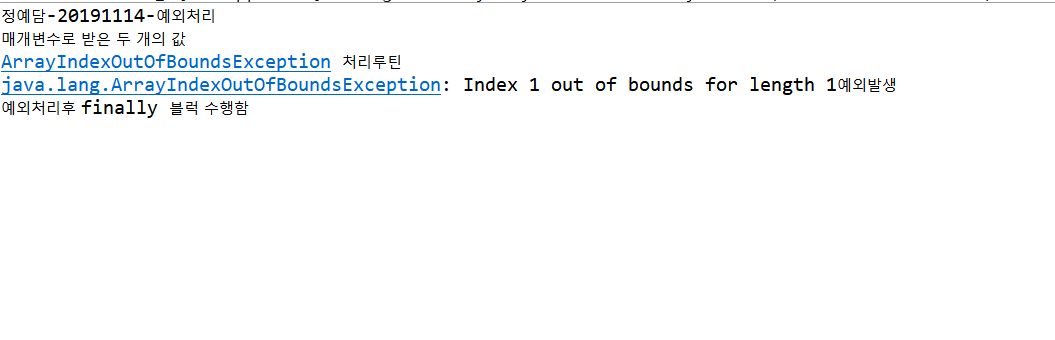 정예담-20191114-예외처리
매개변수로 받은 두 개의 값
ArrayIndexOutOfBoundsException 처리루틴
java.lang.ArrayIndexOutOfBoundsException: Index 1 out of bounds for length 1예외발생
예외처리후 finally 블럭 수행함